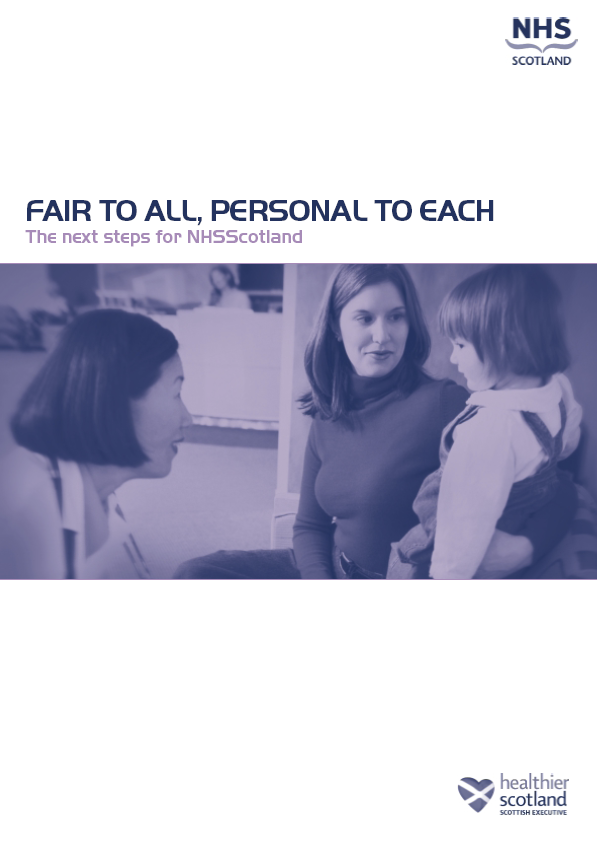 NHS
SCOTLAND
FAIR TO ALL, PERSONAL TO EACH
The next steps for NHSScotland
healthier
scotland
SCOTTISH EXECUTIVE